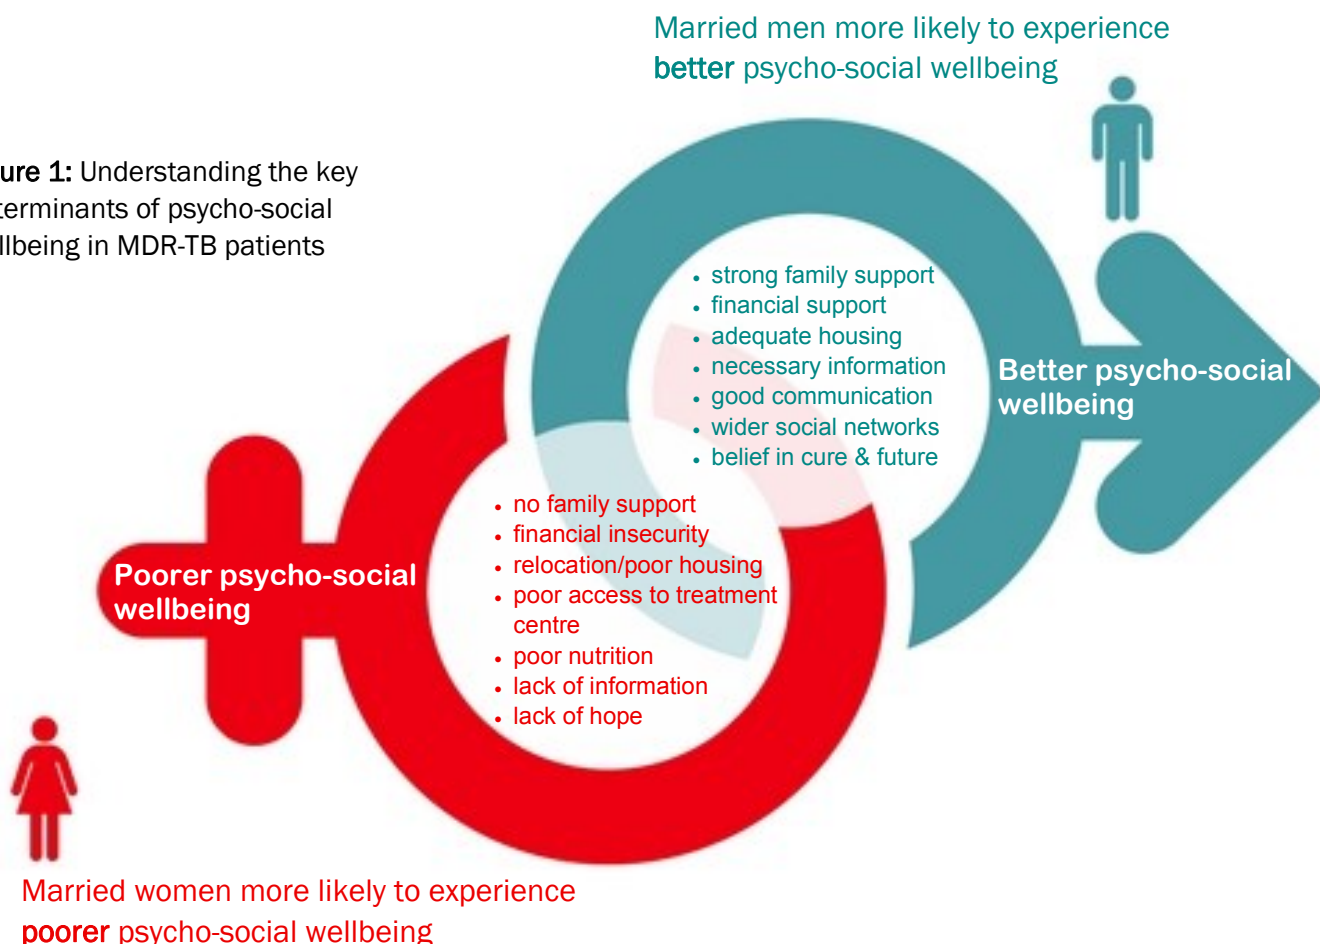 Married men more likely to experience
better psycho-social wellbeing
ure 1: Understanding the key
terminants of psycho-social
llbeing in MDR-TB patients
• strong family support
• financial support
• adequate housing
• necessary information
• good communication
• wider social networks
• belief in cure & future
Better psycho-social
wellbeing
• no family support
• financial insecurity
• relocation/poor housing
• poor access to treatment
centre
• poor nutrition
• lack of information
• lack of hope
Poorer psycho-social
wellbeing
Married women more likely to experience
poorer psycho-social wellbeing